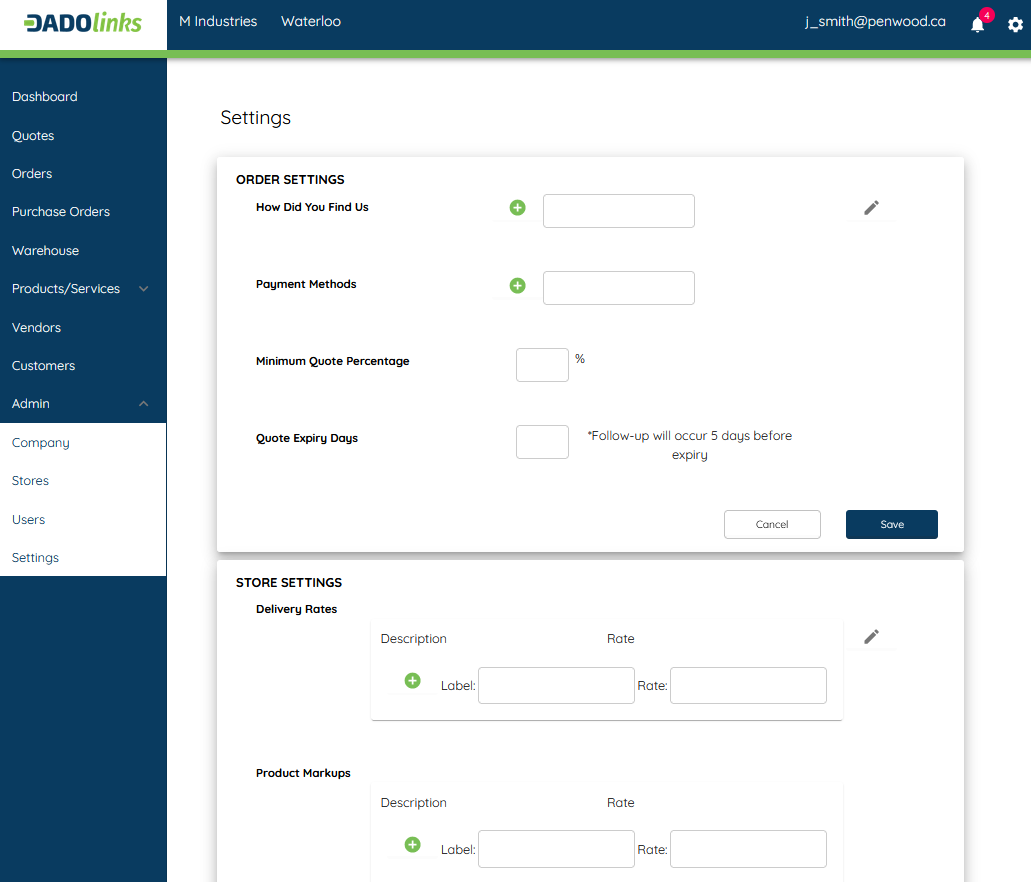 DADOlinks
M Industries Waterloo j_smith@penwood.ca 4
Dashboard
Quotes
Orders
Purchase Orders
Warehouse
Products/Services
Vendors
Customers
Admin
Company
Stores
Users
Settings
Settings
ORDER SETTINGS
How Did You Find Us
Payment Methods
Minimum Quote Percentage %
Quote Expiry Days *Follow-up will occur 5 days before
expiry
Cancel Save
STORE SETTINGS
Delivery Rates
Description Rate
Label: Rate:
Product Markups
Description Rate
Label: Rate: